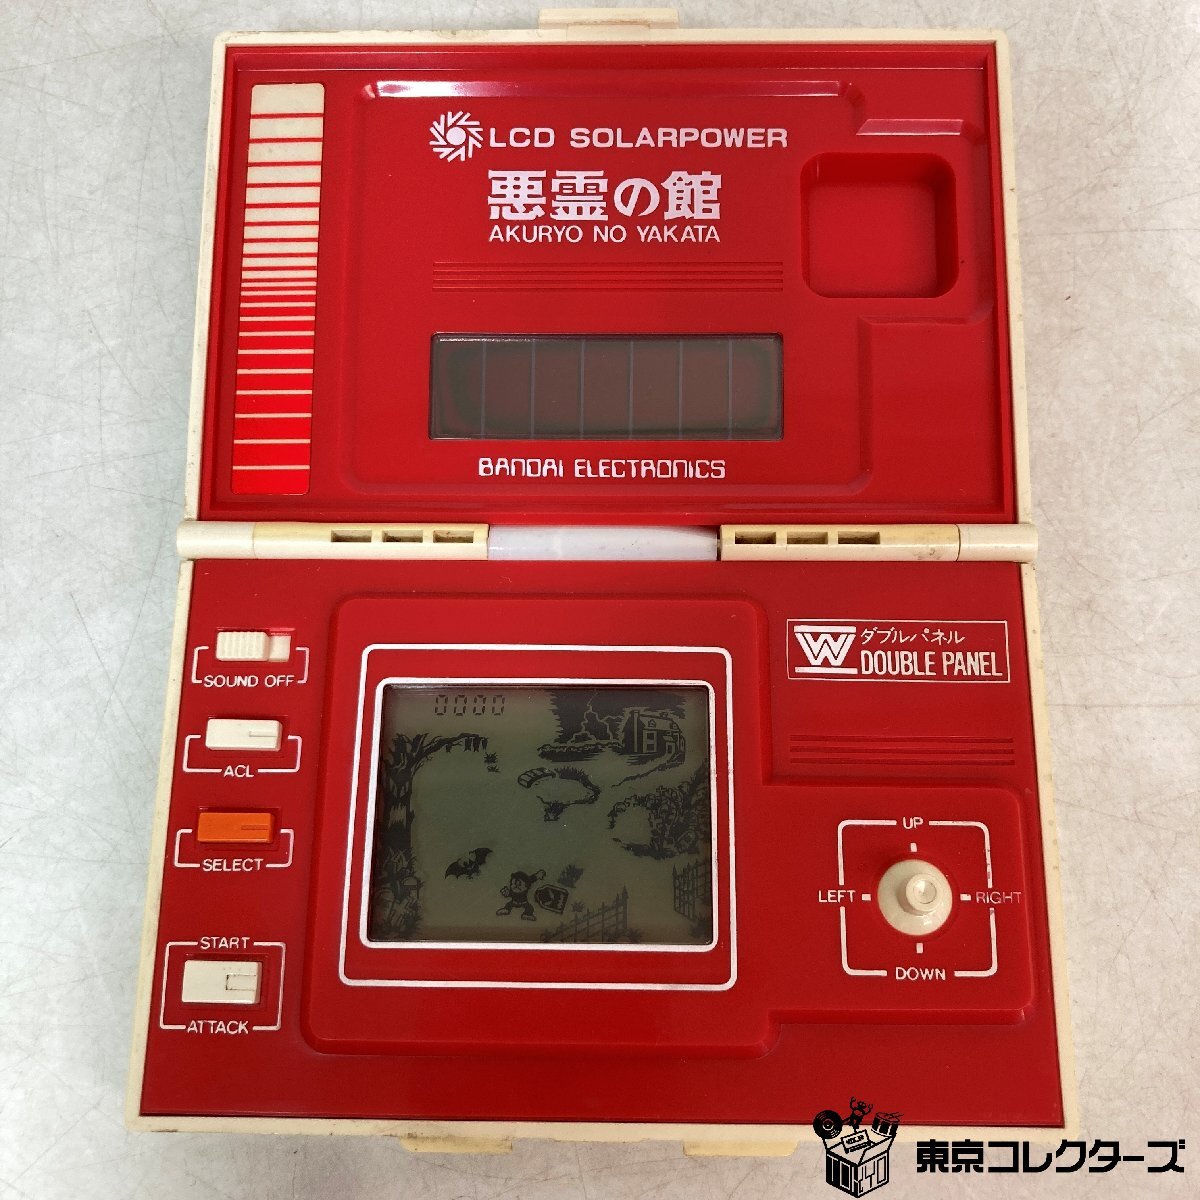 LCD SOLARPOWER
悪霊の館
AKURYO NO YAKATA
BANDAI ELECTRONICS
SOUND OFF
ACL
SELECT
START
ATTACK
0000
W ダブルパネル
DOUBLE PANEL
UP
LEFT
RIGHT
DOWN
東京コレクターズ